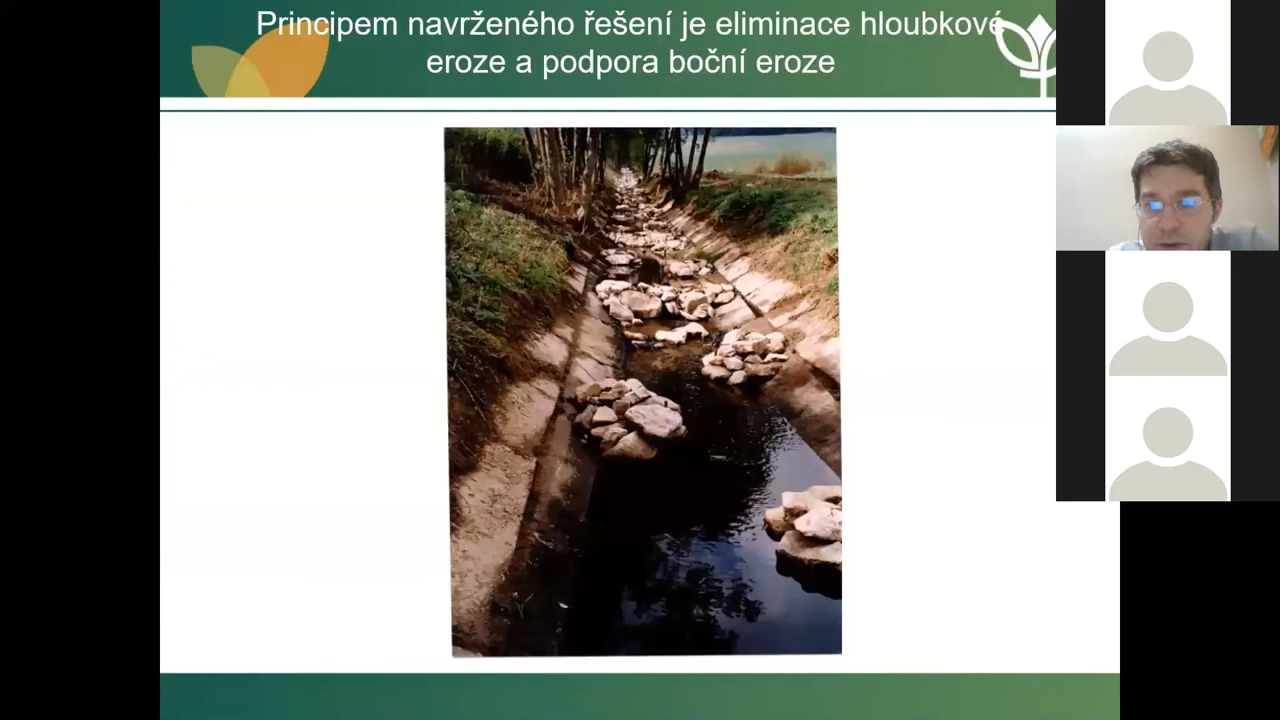 Principem navrženého řešení je eliminace hloubkové
eroze a podpora boční eroze